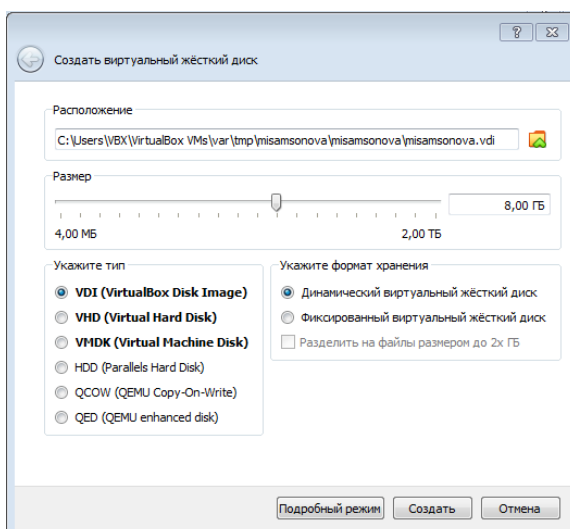 Создать виртуальный жёсткий диск
Расположение
C:\Users\VBX\VirtualBox VMs\var\tmp\misamsonova\misamsonova\misamsonova.vdi
Размер
8,00 ГБ
4,00 МБ 2,00 ТБ
Укажите тип
VDI (VirtualBox Disk Image)
VHD (Virtual Hard Disk)
VMDK (Virtual Machine Disk)
HDD (Parallels Hard Disk)
QCOW (QEMU Copy-On-Write)
QED (QEMU enhanced disk)
Укажите формат хранения
Динамический виртуальный жёсткий диск
Фиксированный виртуальный жёсткий диск
Разделить на файлы размером до 2х ГБ
Подробный режим Создать Отмена